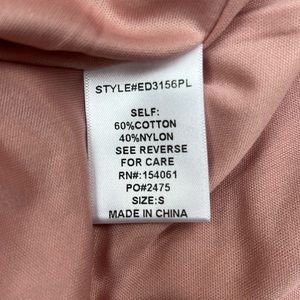 STYLE#ED3156PL
SELF:
60%COTTON
40%NYLON
SEE REVERSE
FOR CARE
RN#: 154061
PO#2475
SIZE:S
MADE IN CHINA